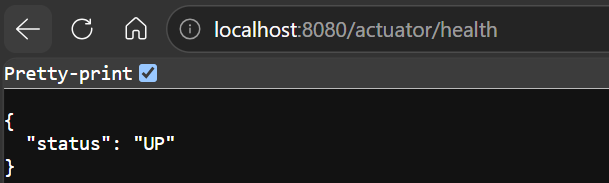 localhost:8080/actuator/health
Pretty-print
{
  "status": "UP"
}